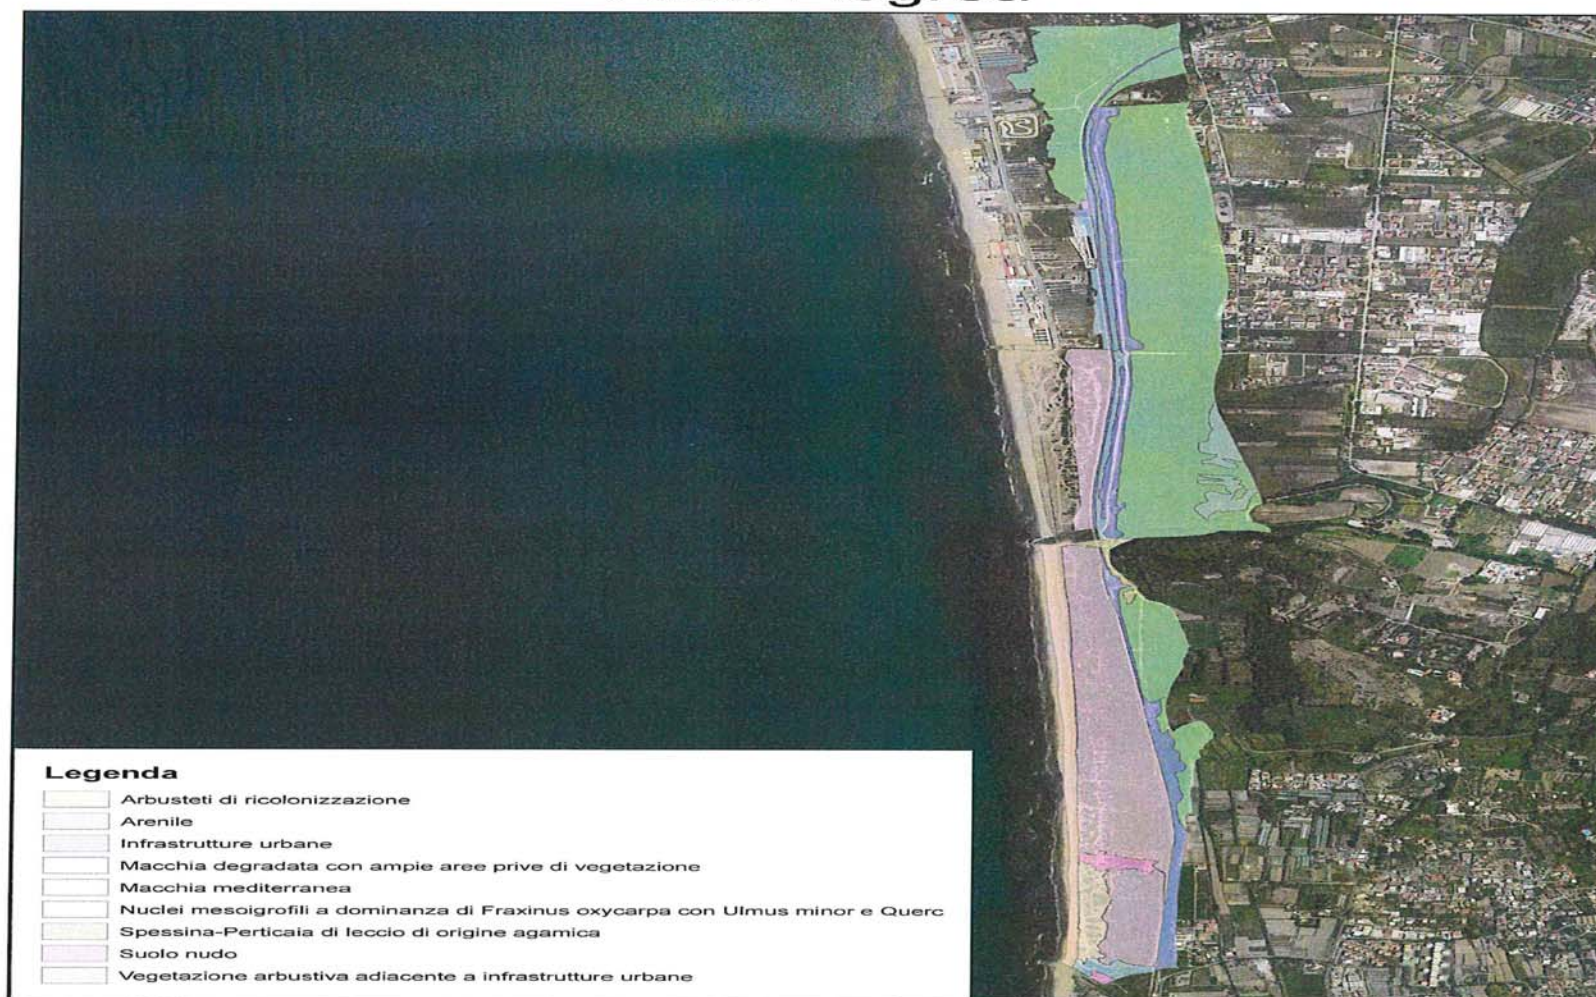 Legenda
Arbusteti di ricolonizzazione
Arenile
Infrastrutture urbane
Macchia degradata con ampie aree prive di vegetazione
Macchia mediterranea
Nuclei mesoigrofili a dominanza di Fraxinus oxycarpa con Ulmus minor e Querc
Spessina-Perticaia di leccio di origine agamica
Suolo nudo
Vegetazione arbustiva adiacente a infrastrutture urbane